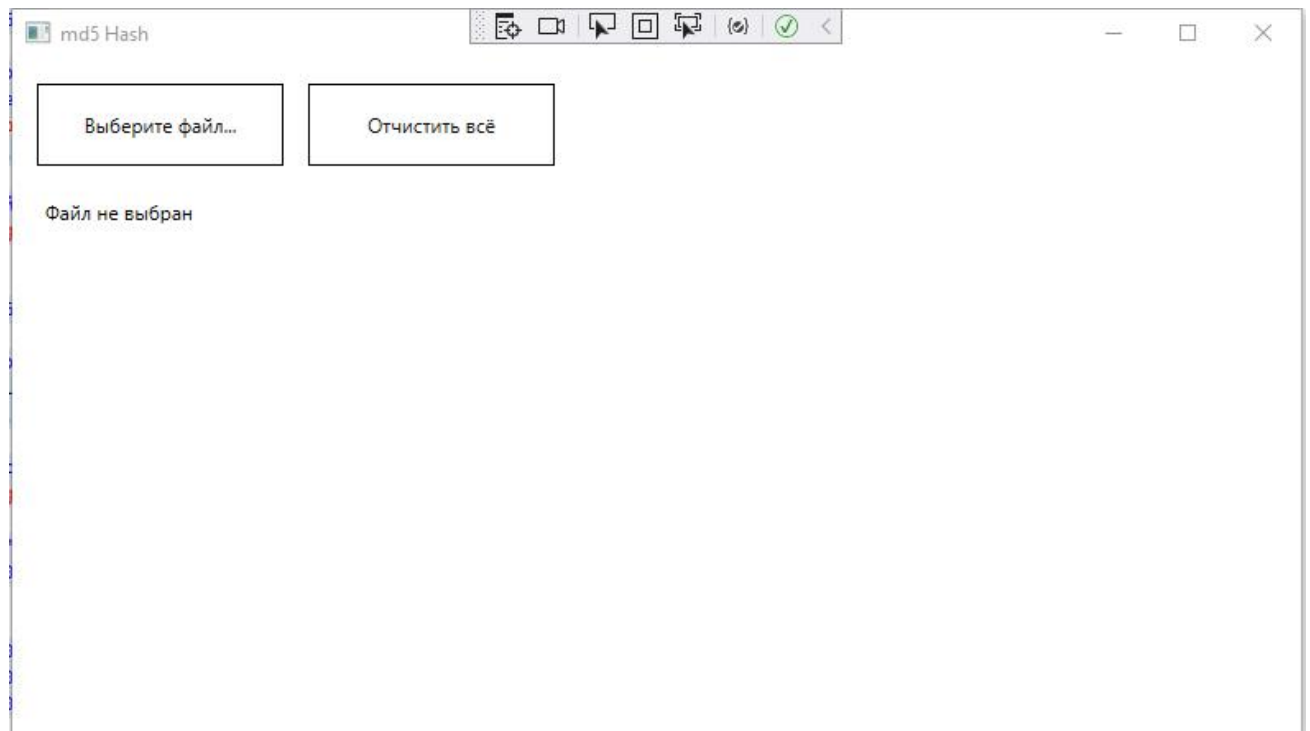 md5 Hash
Выберите файл...
Отчистить всё
Файл не выбран